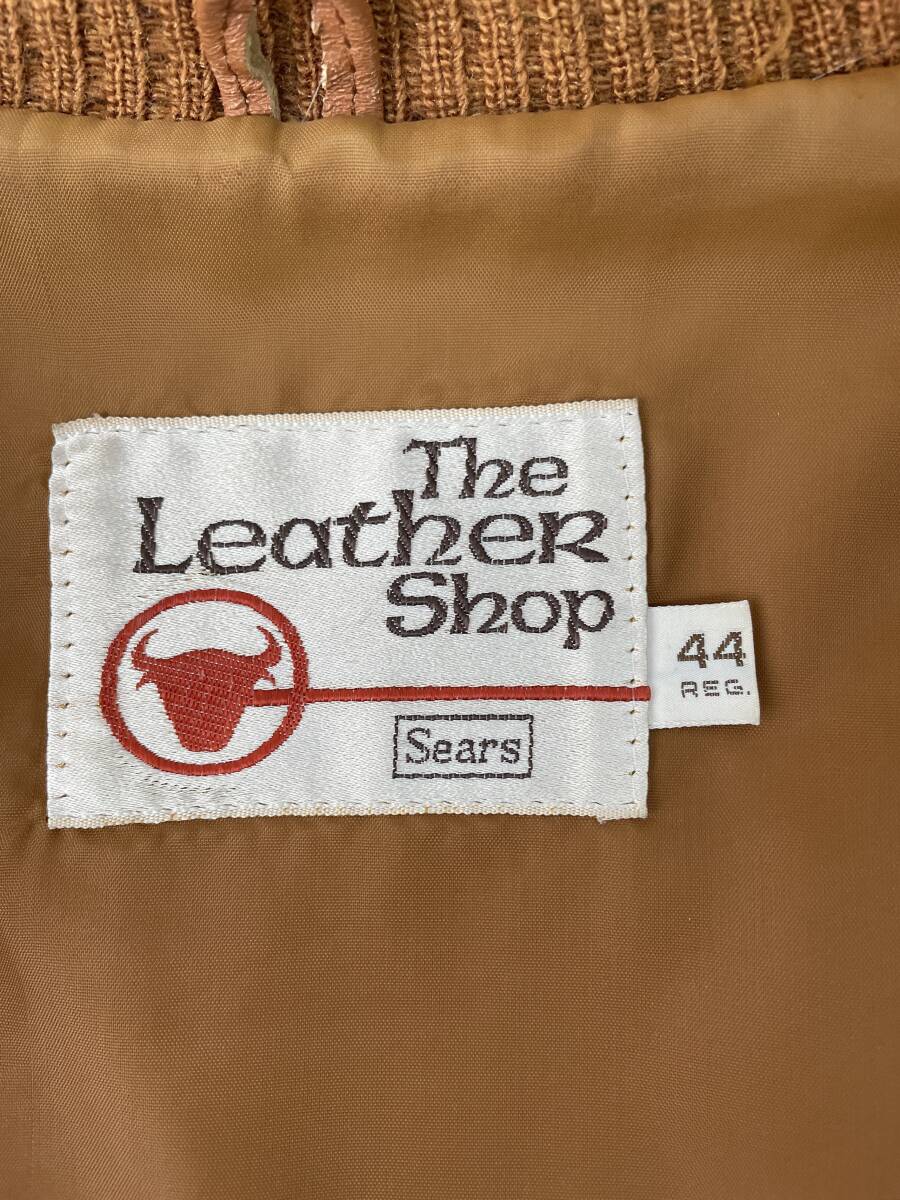 The
Leather
Shop
Sears
44
REG.